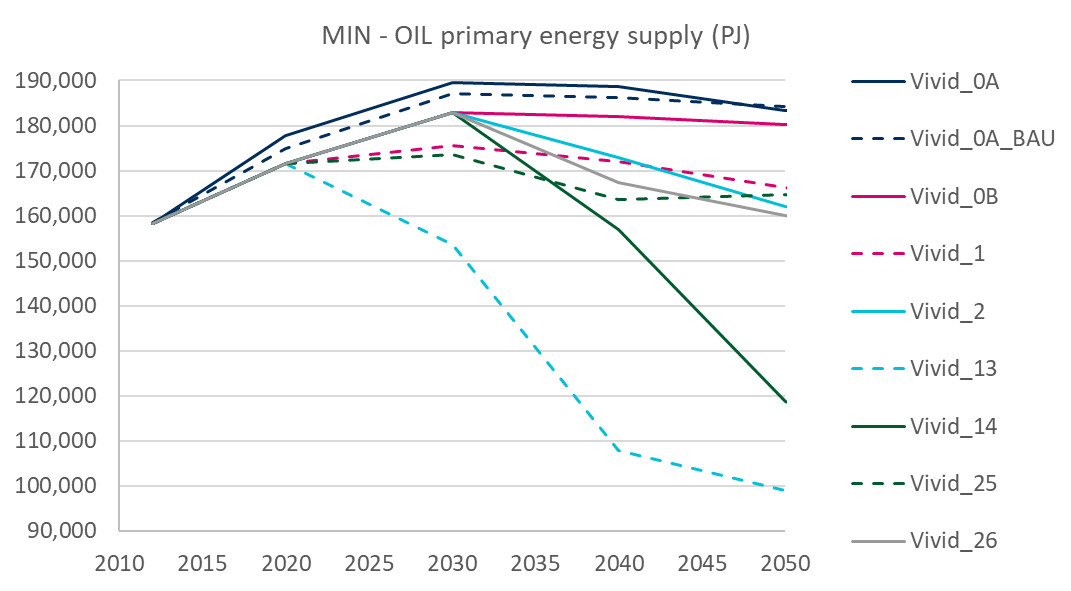 MIN - OIL primary energy supply (PJ)
190,000
180,000
170,000
160,000
150,000
140,000
130,000
120,000
110,000
100,000
90,000
2010 2015 2020 2025 2030 2035 2040 2045 2050
Vivid_0A
Vivid_0A_BAU
Vivid_0B
Vivid_1
Vivid_2
Vivid_13
Vivid_14
Vivid_25
Vivid_26